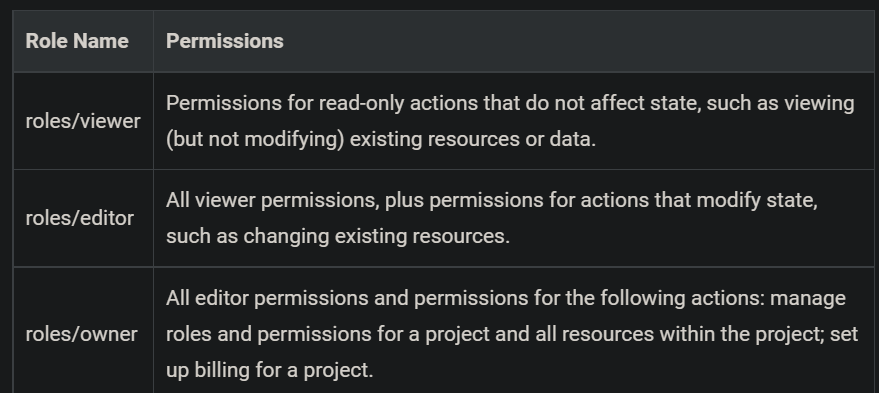 Role Name Permissions
roles/viewer
Permissions for read-only actions that do not affect state, such as viewing
(but not modifying) existing resources or data.
roles/editor
All viewer permissions, plus permissions for actions that modify state,
such as changing existing resources.
roles/owner
All editor permissions and permissions for the following actions: manage
roles and permissions for a project and all resources within the project; set
up billing for a project.